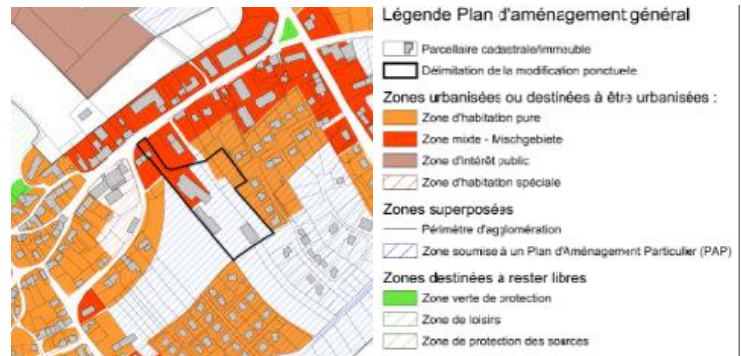 Légende Plan d'aménagement général
Parcellaire cadastrale/immeuble
Délimitation de la modification ponctuelle
Zones urbanisées ou destinées à être urbanisées :
Zone d'habitation pure
Zone mixte - Mischgebiete
Zone d'intérêt public
Zone d'habitation spéciale
Zones superposées
Périmètre d'agglomération
Zone soumise à un Plan d'Aménagement Particulier (PAP)
Zones destinées a rester libres
Zone verte de protection
Zone de loisirs
Zone de protection des sources